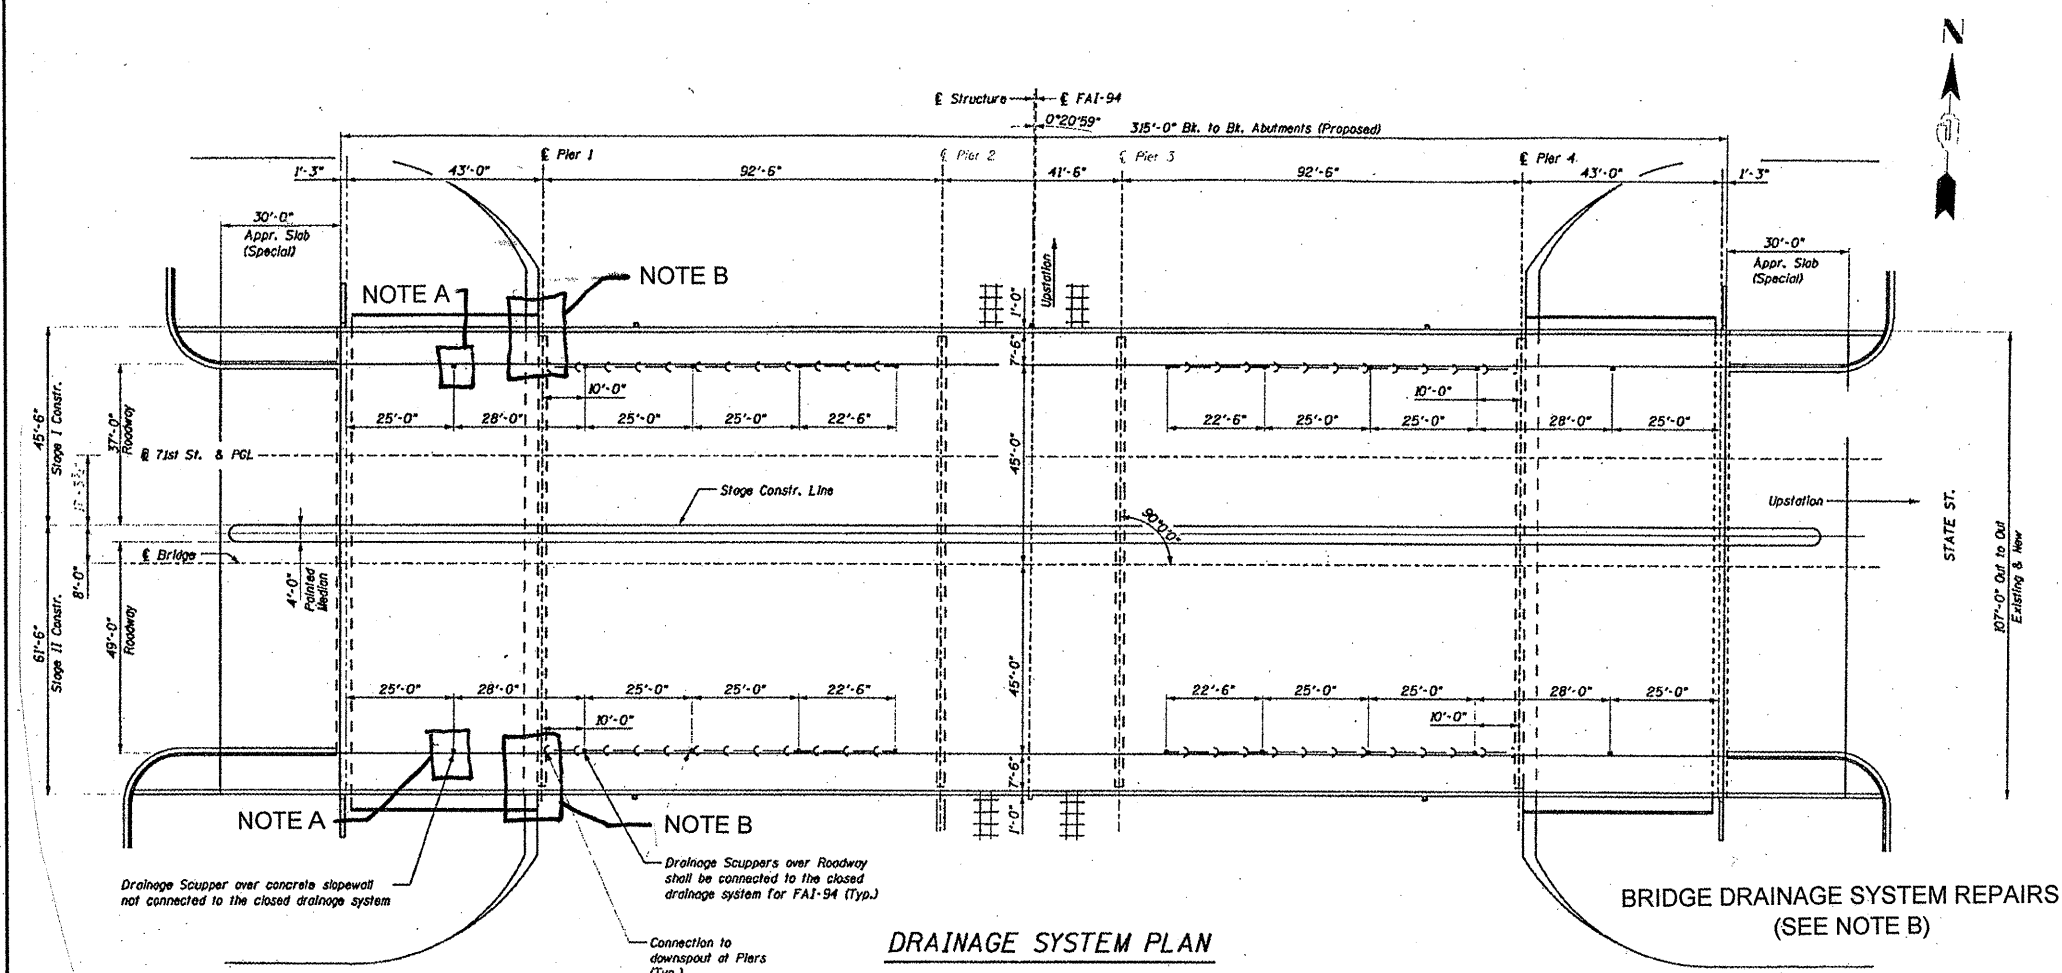 N
℄ Structure
℄ FAI-94
0°20'59"
315'-0" Bk. to Bk. Abutments (Proposed)
℄ Pier 1
℄ Pier 2
℄ Pier 3
℄ Pier 4
1'-3"
43'-0"
92'-6"
41'-6"
92'-6"
43'-0"
1'-3"
30'-0"
Appr. Slab
(Special)
30'-0"
Appr. Slab
(Special)
NOTE A
NOTE B
Upstation
1'-0"
7'-6"
10'-0"
10'-0"
25'-0"
28'-0"
25'-0"
25'-0"
22'-6"
22'-6"
25'-0"
25'-0"
28'-0"
25'-0"
45'-6"
Stage I Constr.
37'-0"
Roadway
45'-0"
71st St. & PGL
Stage Constr. Line
Upstation
90°0'0"
STATE ST.
℄ Bridge
8'-0"
4'-0"
Painted
Median
61'-6"
Stage II Constr.
49'-0"
Roadway
45'-0"
107'-0" Out to Out
Existing & New
25'-0"
28'-0"
25'-0"
25'-0"
22'-6"
22'-6"
25'-0"
25'-0"
28'-0"
25'-0"
10'-0"
10'-0"
7'-6"
1'-0"
NOTE A
NOTE B
Drainage Scupper over concrete slopewall
not connected to the closed drainage system
Drainage Scuppers over Roadway
shall be connected to the closed
drainage system for FAI-94 (Typ.)
Connection to
downspout at Piers
(Typ.)
DRAINAGE SYSTEM PLAN
BRIDGE DRAINAGE SYSTEM REPAIRS
(SEE NOTE B)